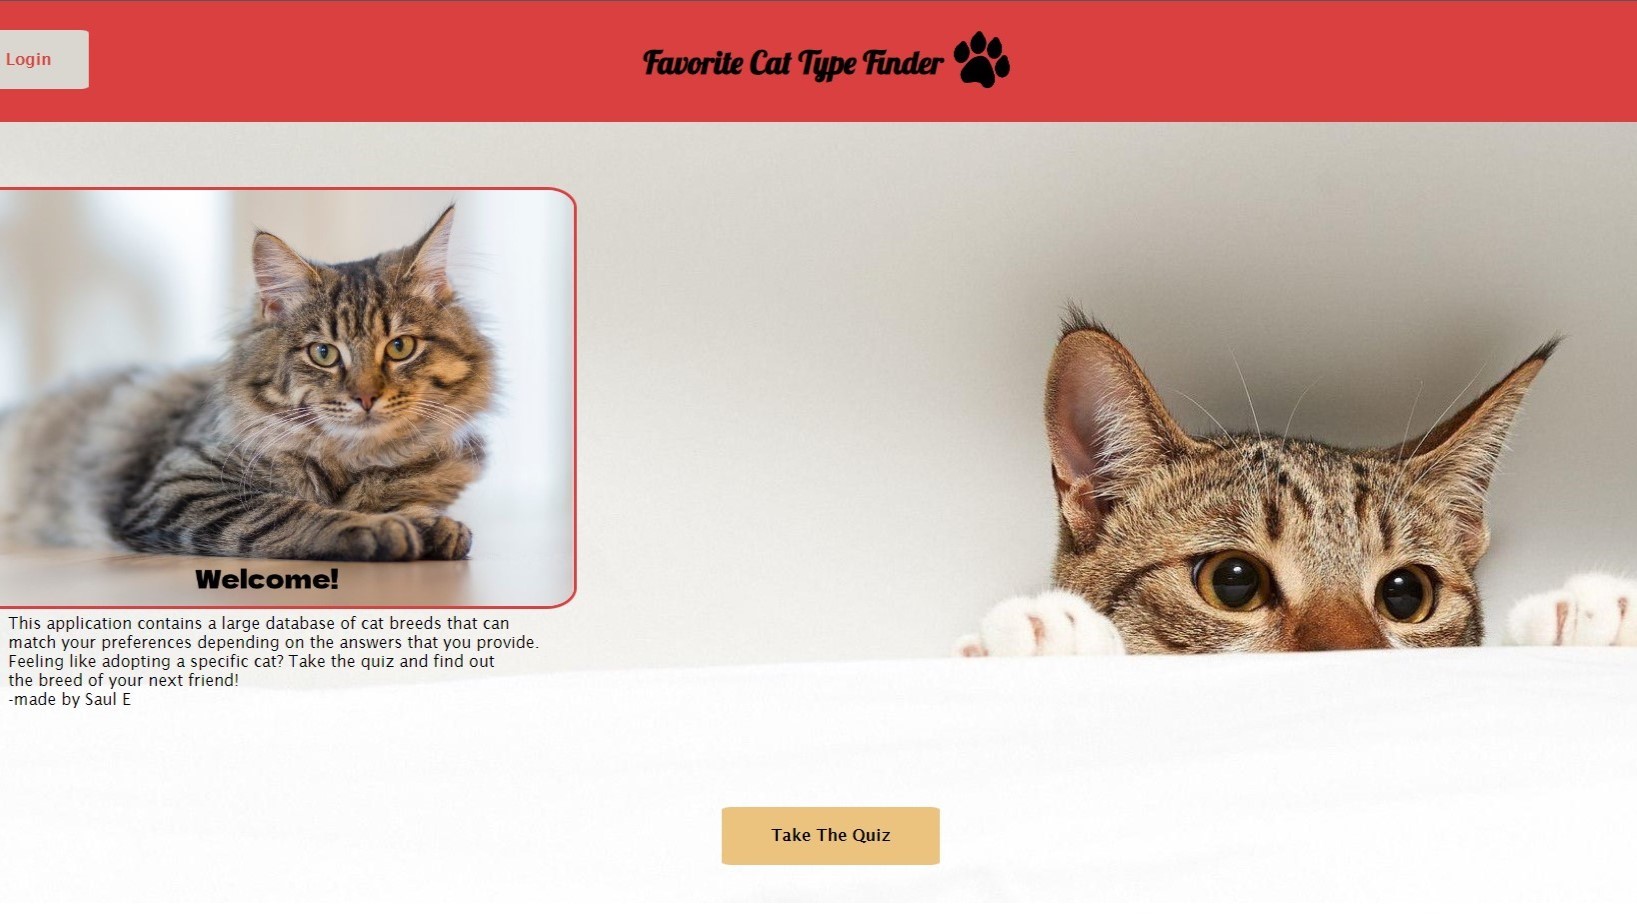 Login
Favorite Cat Type Finder
Welcome!
This application contains a large database of cat breeds that can
match your preferences depending on the answers that you provide.
Feeling like adopting a specific cat? Take the quiz and find out
the breed of your next friend!
-made by Saul E
Take The Quiz